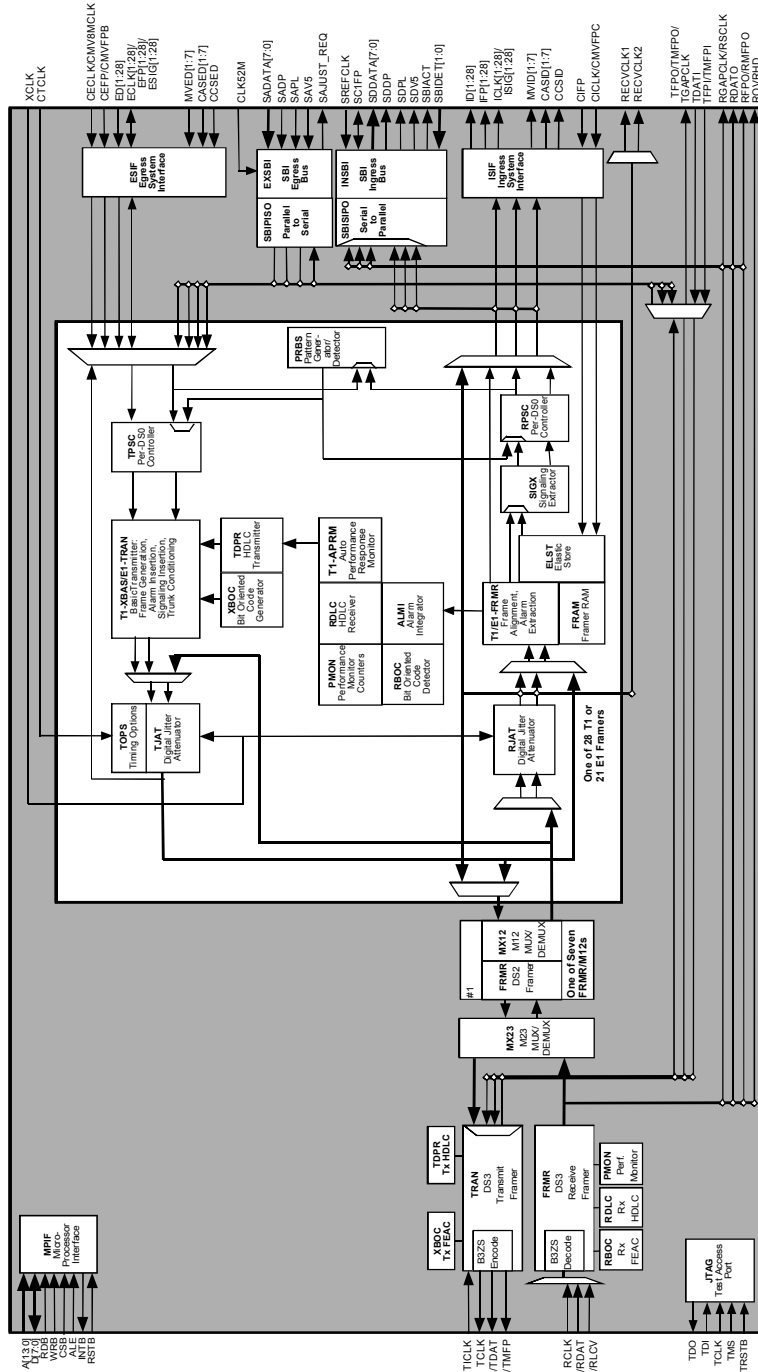 XCLK
CTCLK
CECLK/CMV8MCLK
CEFP/CMVFPB
ED[1:28]
ECLK[1:28]/
EFP[1:28]/
ESIG[1:28]
MVED[1:7]
CASED[1:7]
CCSED
CLK52M
SADATA[7:0]
SADP
SAPL
SAV5
SAJUST_REQ
SREFCLK
SC1FP
SDDATA[7:0]
SDDP
SDPL
SDV5
SBIACT
SBIDET[1:0]
ID[1:28]
IFP[1:28]
ICLK[1:28]/
ISIG[1:28]
MVID[1:7]
CASID[1:7]
CCSID
CIFP
CICLK/CMVFPC
RECVCLK1
RECVCLK2
TFPO/TMFPO/
TGAPCLK
TDATI
TFPI/TMFPI
RGAPCLK/RSCLK
RDATO
RFPO/RMFPO
ROVRHD
ESIF
Egress
System
Interface
EXSBI
SBI
Egress
Bus
SBIPISO
Parallel
to
Serial
INSBI
SBI
Ingress
Bus
SBISIPO
Serial
to
Parallel
ISIF
Ingress
System
Interface
PRBS
Pattern
Gener-
ator/
Detector
TPSC
Per-DS0
Controller
RPSC
Per-DS0
Controller
SIGX
Signaling
Extractor
T1-XBAS/E1-TRAN
BasicTransmitter:
Frame Generation,
Alarm Insertion,
Signaling Insertion,
Trunk Conditioning
TDPR
HDLC
Transmitter
XBOC
Bit Oriented
Code
Generator
T1-APRM
Auto
Performance
Response
Monitor
RDLC
HDLC
Receiver
ALMI
Alarm
Integrator
PMON
Performance
Monitor
Counters
RBOC
Bit Oriented
Code
Detector
ELST
Elastic
Store
T1/E1-FRMR
Frame
Alignment,
Alarm
Extraction
FRAM
Framer RAM
TOPS
Timing Options
TJAT
Digital Jitter
Attenuator
RJAT
Digital Jitter
Attenuator
One of 28 T1 or
21 E1 Framers
#1
MX12
M12
MUX/
DEMUX
FRMR
DS2
Framer
One of Seven
FRMR/M12s
MX23
M23
MUX/
DEMUX
TDPR
Tx HDLC
XBOC
Tx FEAC
TRAN
DS3
Transmit
Framer
B3ZS
Encode
FRMR
DS3
Receive
Framer
B3ZS
Decode
PMON
Perf.
Monitor
RDLC
Rx
HDLC
RBOC
Rx
FEAC
MPIF
Micro-
Processor
Interface
JTAG
Test Access
Port
A[13:0]
D[7:0]
RDB
WRB
CSB
ALE
INTB
RSTB
TICLK
TCLK
/TDAT
/TMFP
RCLK
/RDAT
/RLCV
TDO
TDI
TCLK
TMS
TRSTB